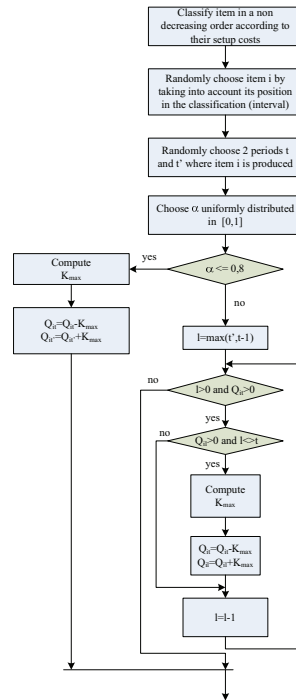 Classify item in a non
decreasing order according to
their setup costs
Randomly choose item i by
taking into account its position
in the classification (interval)
Randomly choose 2 periods t
and t' where item i is produced
Choose α uniformly distributed
in [0,1]
α <= 0,8
yes
no
Compute
Kmax
Qit=Qit-Kmax
Qit'=Qit'+Kmax
l=max(t',t-1)
l>0 and Qit>0
no
yes
Qil>0 and l<>t
no
yes
Compute
Kmax
Qit=Qit-Kmax
Qil=Qil+Kmax
l=l-1